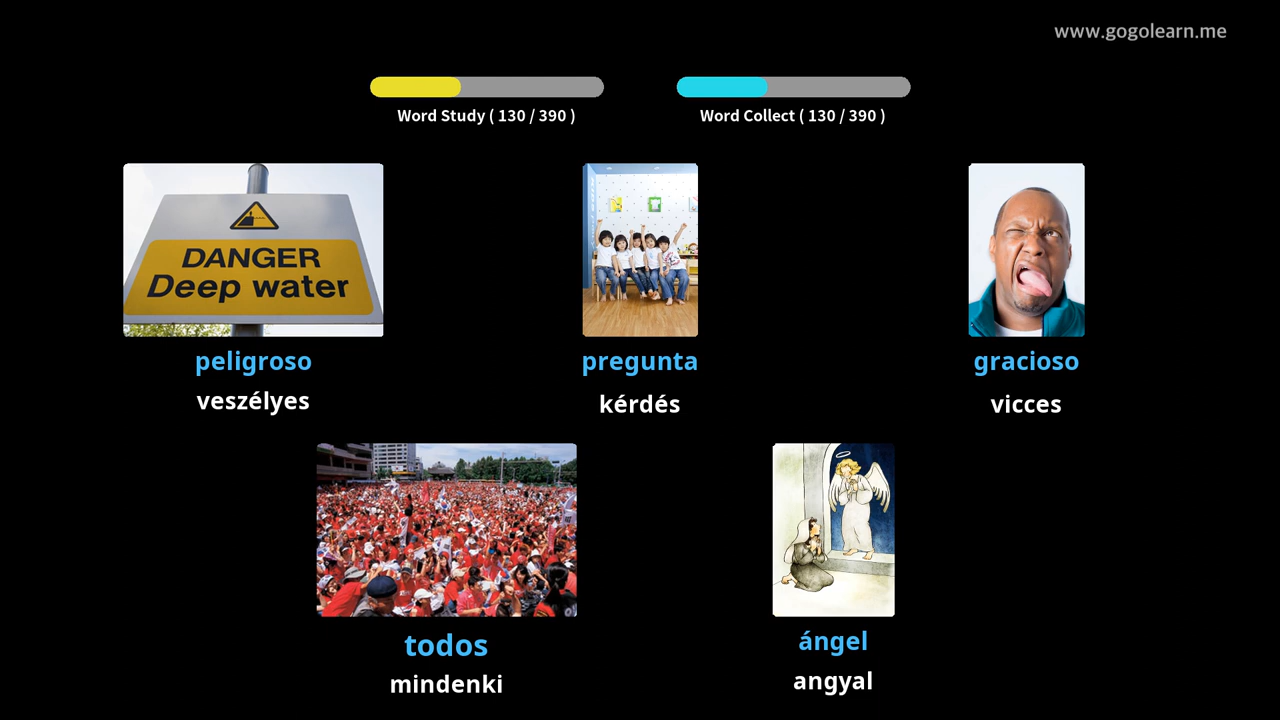 www.gogolearn.me
Word Study ( 130 / 390 )
Word Collect ( 130 / 390 )
DANGER
Deep water
peligroso
pregunta
gracioso
veszélyes
kérdés
vicces
todos
ángel
mindenki
angyal